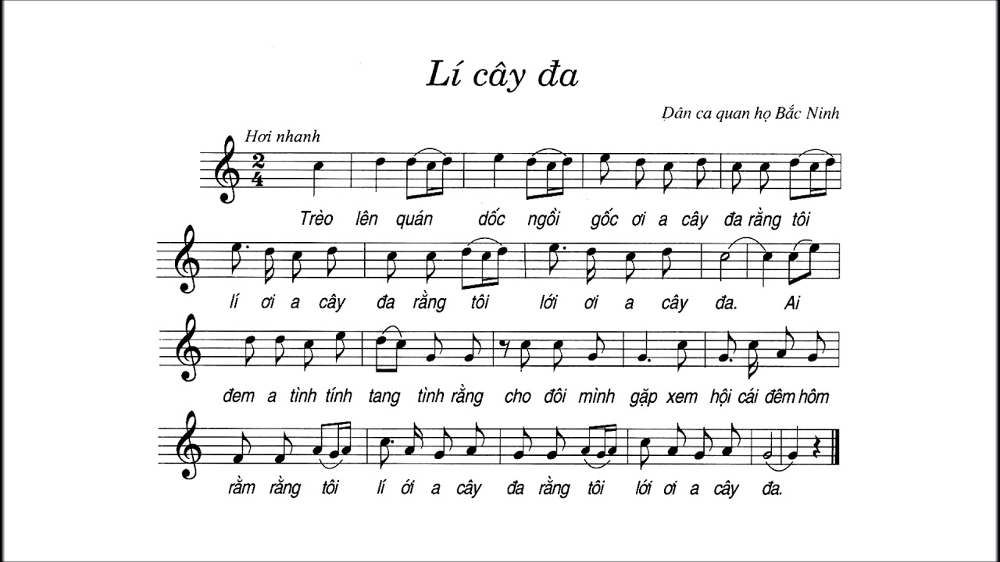 Lí cây đa
Dân ca quan họ Bắc Ninh
Hơi nhanh
2
4
Trèo lên quán dốc ngồi gốc ơi a cây đa rằng tôi
lí ơi a cây đa rằng tôi lới ơi a cây đa. Ai
đem a tình tính tang tình rằng cho đôi mình gặp xem hội cái đêm hôm
rằm rằng tôi lí ới a cây đa rằng tôi lới ơi a cây đa.